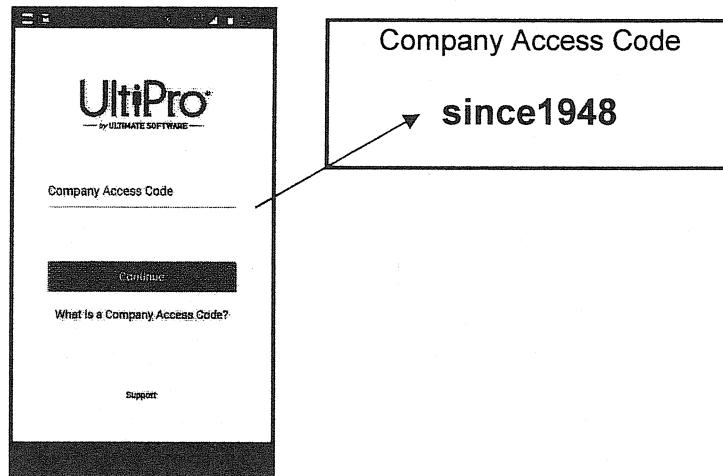 UltiPro
by ULTIMATE SOFTWARE
Company Access Code
Continue
What is a Company Access Code?
Support
Company Access Code
since1948